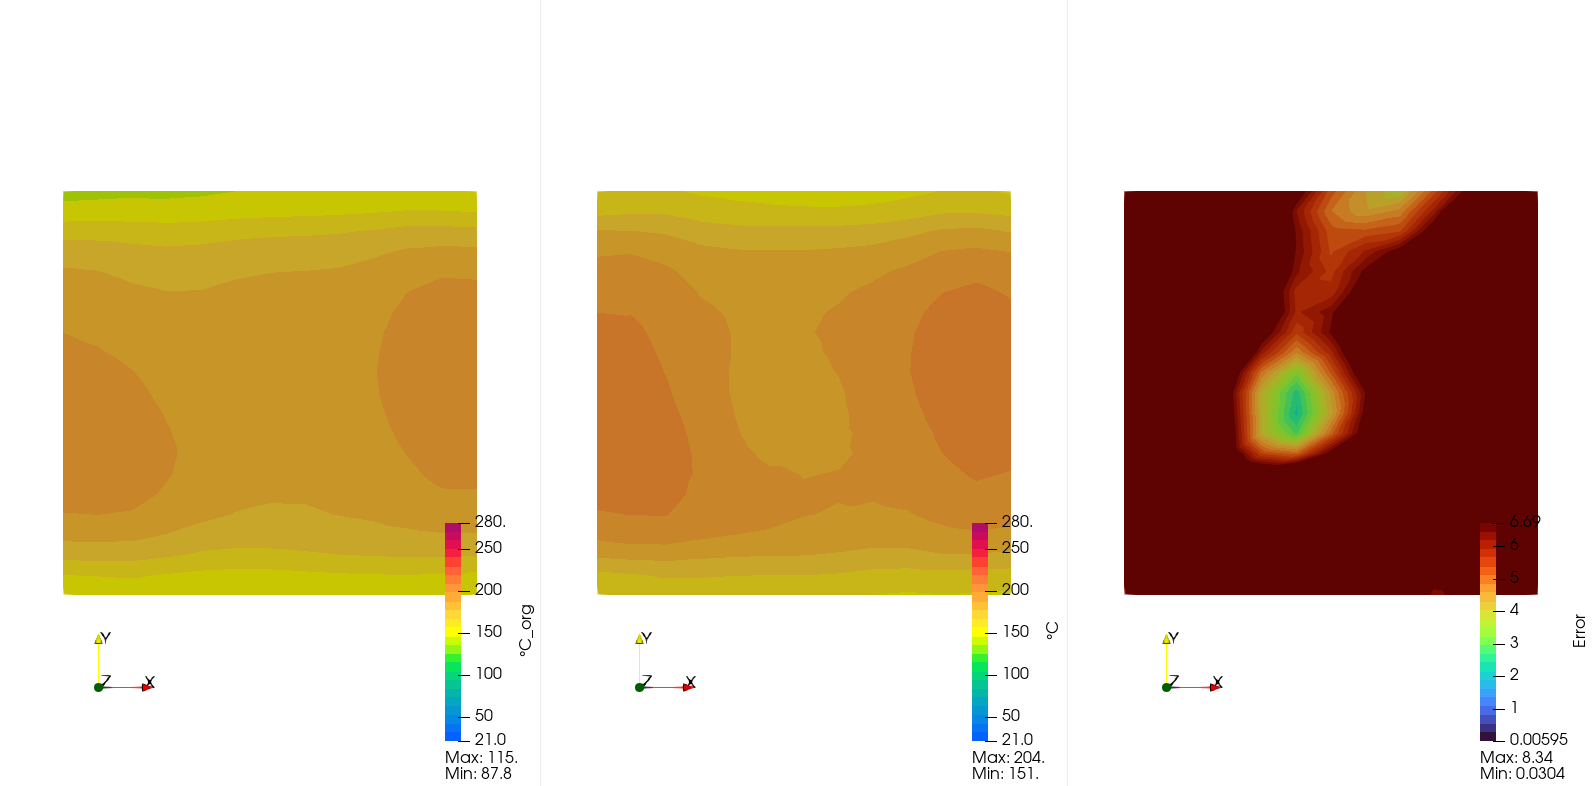 280.
250
200
150
100
50
21.0
°C_org
Max: 115.
Min: 87.8
Y
Z
X
280.
250
200
150
100
50
21.0
°C
Max: 204.
Min: 151.
Y
Z
X
6.69
6
5
4
3
2
1
0.00595
Error
Max: 8.34
Min: 0.0304
Y
Z
X